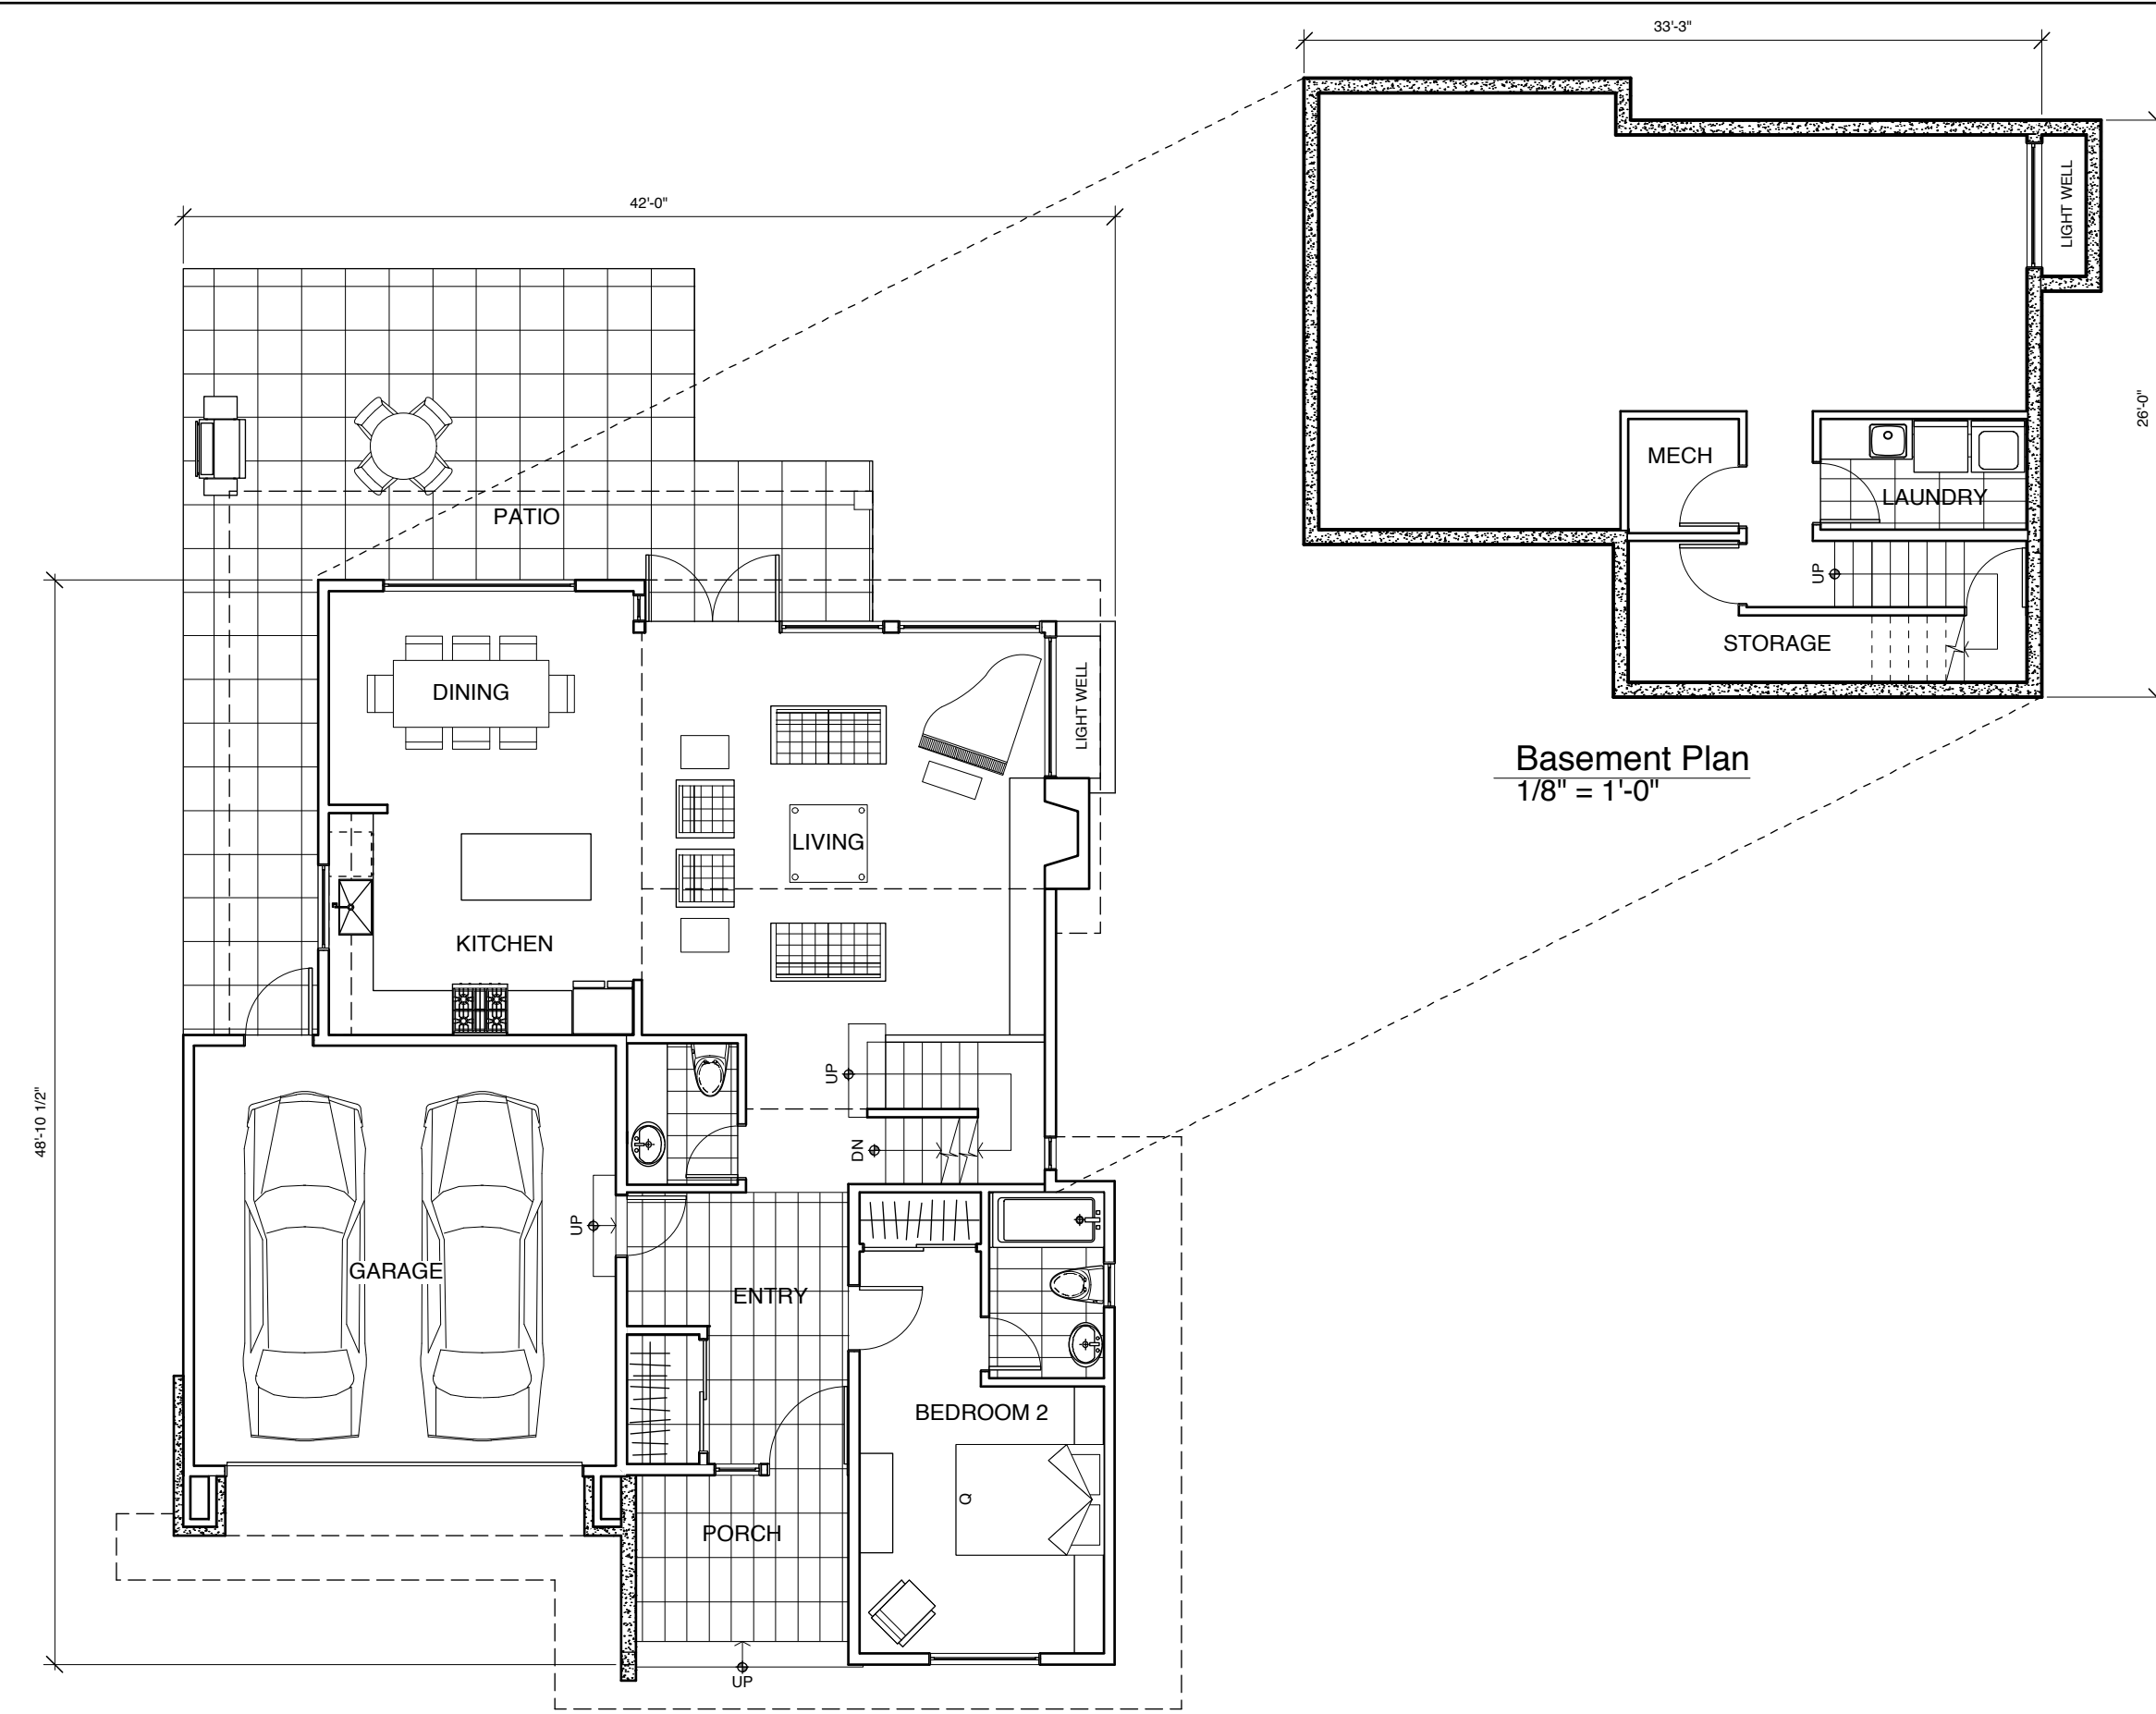 33'-3"
42'-0"
LIGHT WELL
26'-0"
MECH
LAUNDRY
PATIO
UP
STORAGE
DINING
LIGHT WELL
Basement Plan
1/8" = 1'-0"
LIVING
KITCHEN
UP
48'-10 1/2"
DN
UP
GARAGE
ENTRY
BEDROOM 2
Q
PORCH
UP